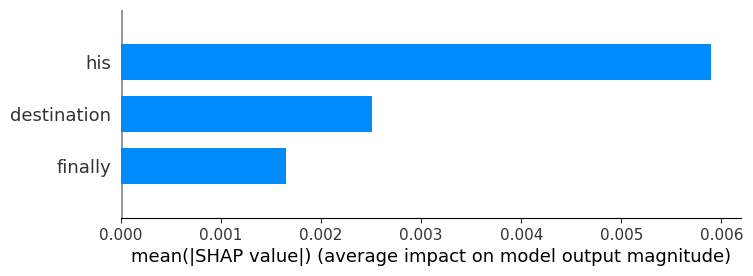 his
destination
finally
0.000 0.001 0.002 0.003 0.004 0.005 0.006
mean(|SHAP value|) (average impact on model output magnitude)